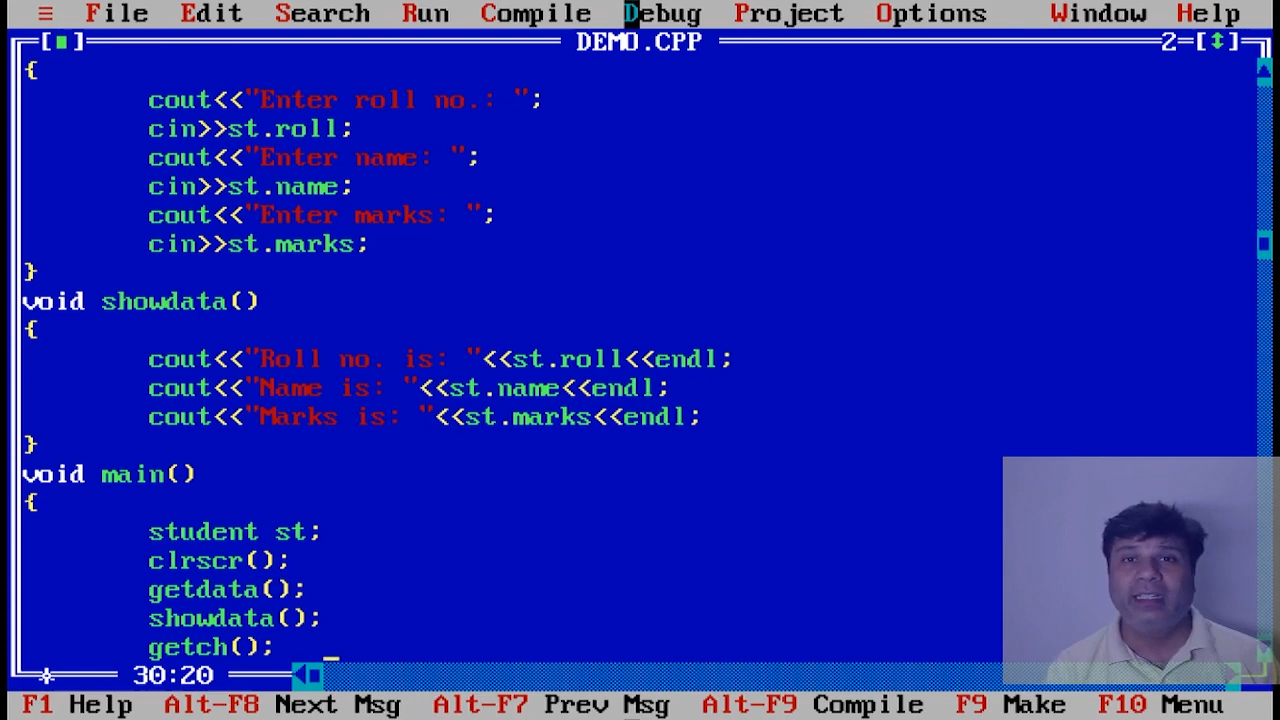 ≡ File Edit Search Run Compile Debug Project Options Window Help
[■] DEMO.CPP 2=[↕]
{
cout<<"Enter roll no.: ";
cin>>st.roll;
cout<<"Enter name: ";
cin>>st.name;
cout<<"Enter marks: ";
cin>>st.marks;
}
void showdata()
{
cout<<"Roll no. is: "<<st.roll<<endl;
cout<<"Name is: "<<st.name<<endl;
cout<<"Marks is: "<<st.marks<<endl;
}
void main()
{
student st;
clrscr();
getdata();
showdata();
getch();
30:20
F1 Help Alt-F8 Next Msg Alt-F7 Prev Msg Alt-F9 Compile F9 Make F10 Menu